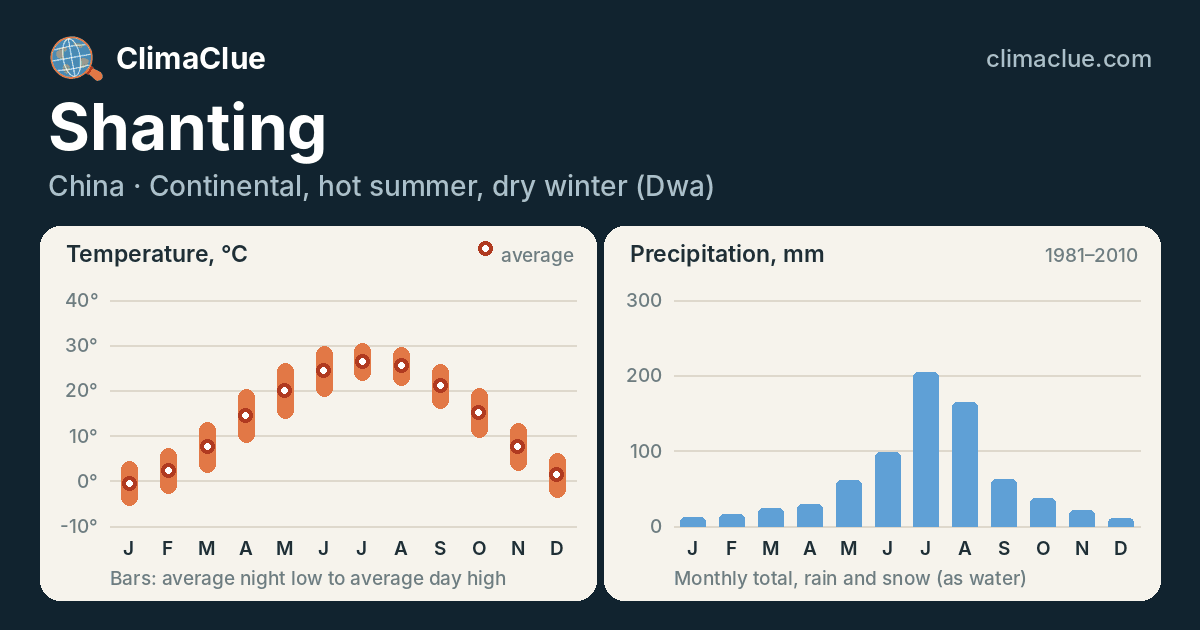 ClimaClue
climaclue.com
Shanting
China · Continental, hot summer, dry winter (Dwa)
Temperature, °C
average
40°
30°
20°
10°
0°
-10°
J F M A M J J A S O N D
Bars: average night low to average day high
Precipitation, mm
1981–2010
300
200
100
0
J F M A M J J A S O N D
Monthly total, rain and snow (as water)